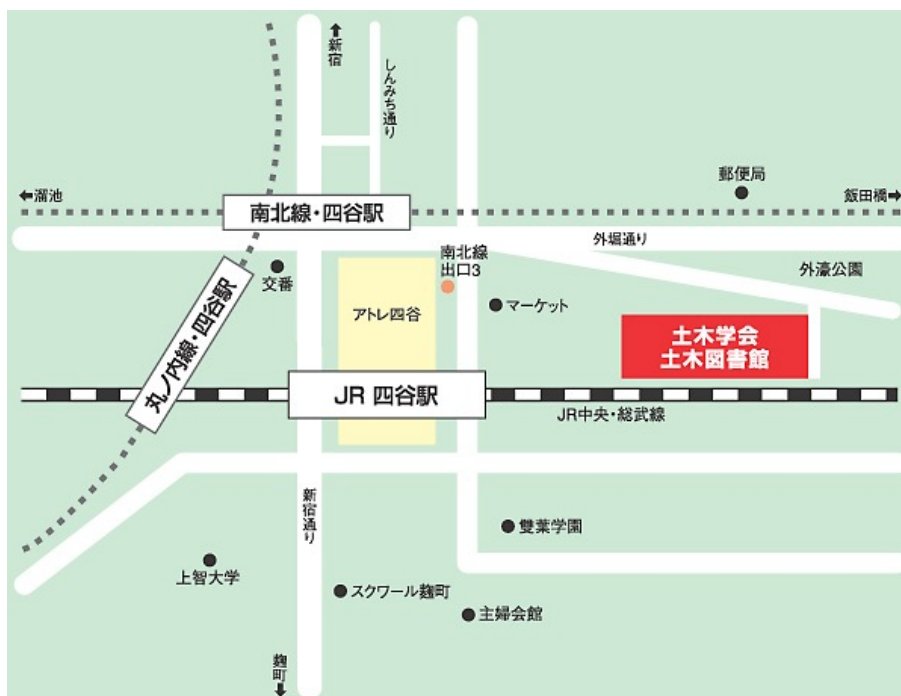 ↑新宿
しんみち通り
郵便局
←溜池
飯田橋→
南北線・四谷駅
外堀通り
南北線
出口3
外濠公園
交番
マーケット
アトレ四谷
丸ノ内線・四谷駅
土木学会
土木図書館
JR 四谷駅
JR中央・総武線
新宿通り
雙葉学園
上智大学
スクワール麹町
主婦会館
麹町↓